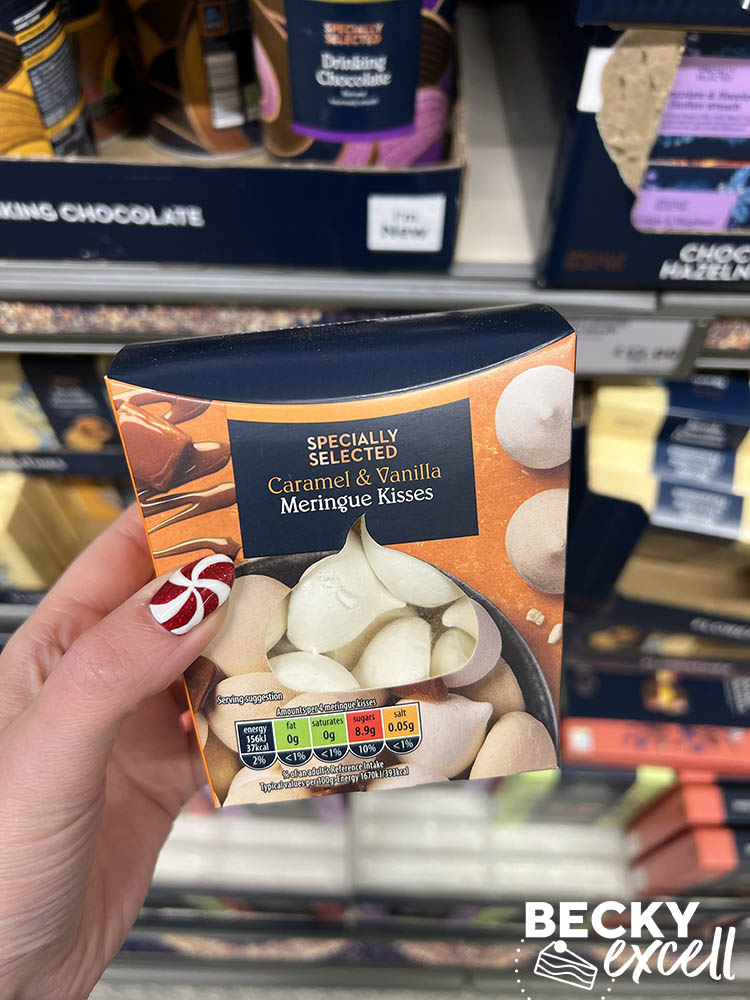 SPECIALLY
SELECTED
Drinking
Chocolate
KING CHOCOLATE
I'm
New
SPECIALLY
SELECTED
CHOC
HAZELN
SPECIALLY
SELECTED
Caramel & Vanilla
Meringue Kisses
Serving suggestion
Amounts per 4 meringue kisses
energy
156kJ
37kcal
2%
fat
0g
<1%
saturates
0g
<1%
sugars
8.9g
10%
salt
0.05g
<1%
% of an adult's Reference Intake
Typical values per 100g: Energy 1670kJ/393kcal
BECKY
excell